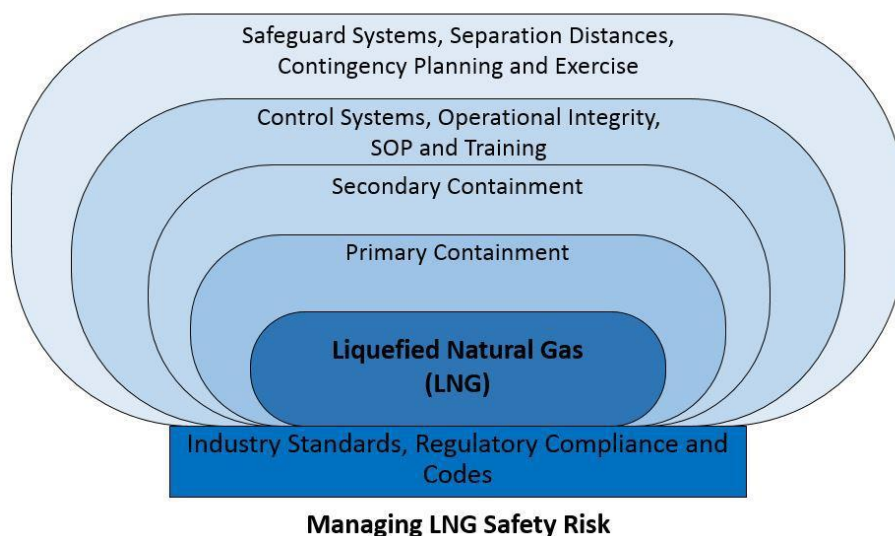 Safeguard Systems, Separation Distances,
Contingency Planning and Exercise
Control Systems, Operational Integrity,
SOP and Training
Secondary Containment
Primary Containment
Liquefied Natural Gas
(LNG)
Industry Standards, Regulatory Compliance and
Codes
Managing LNG Safety Risk